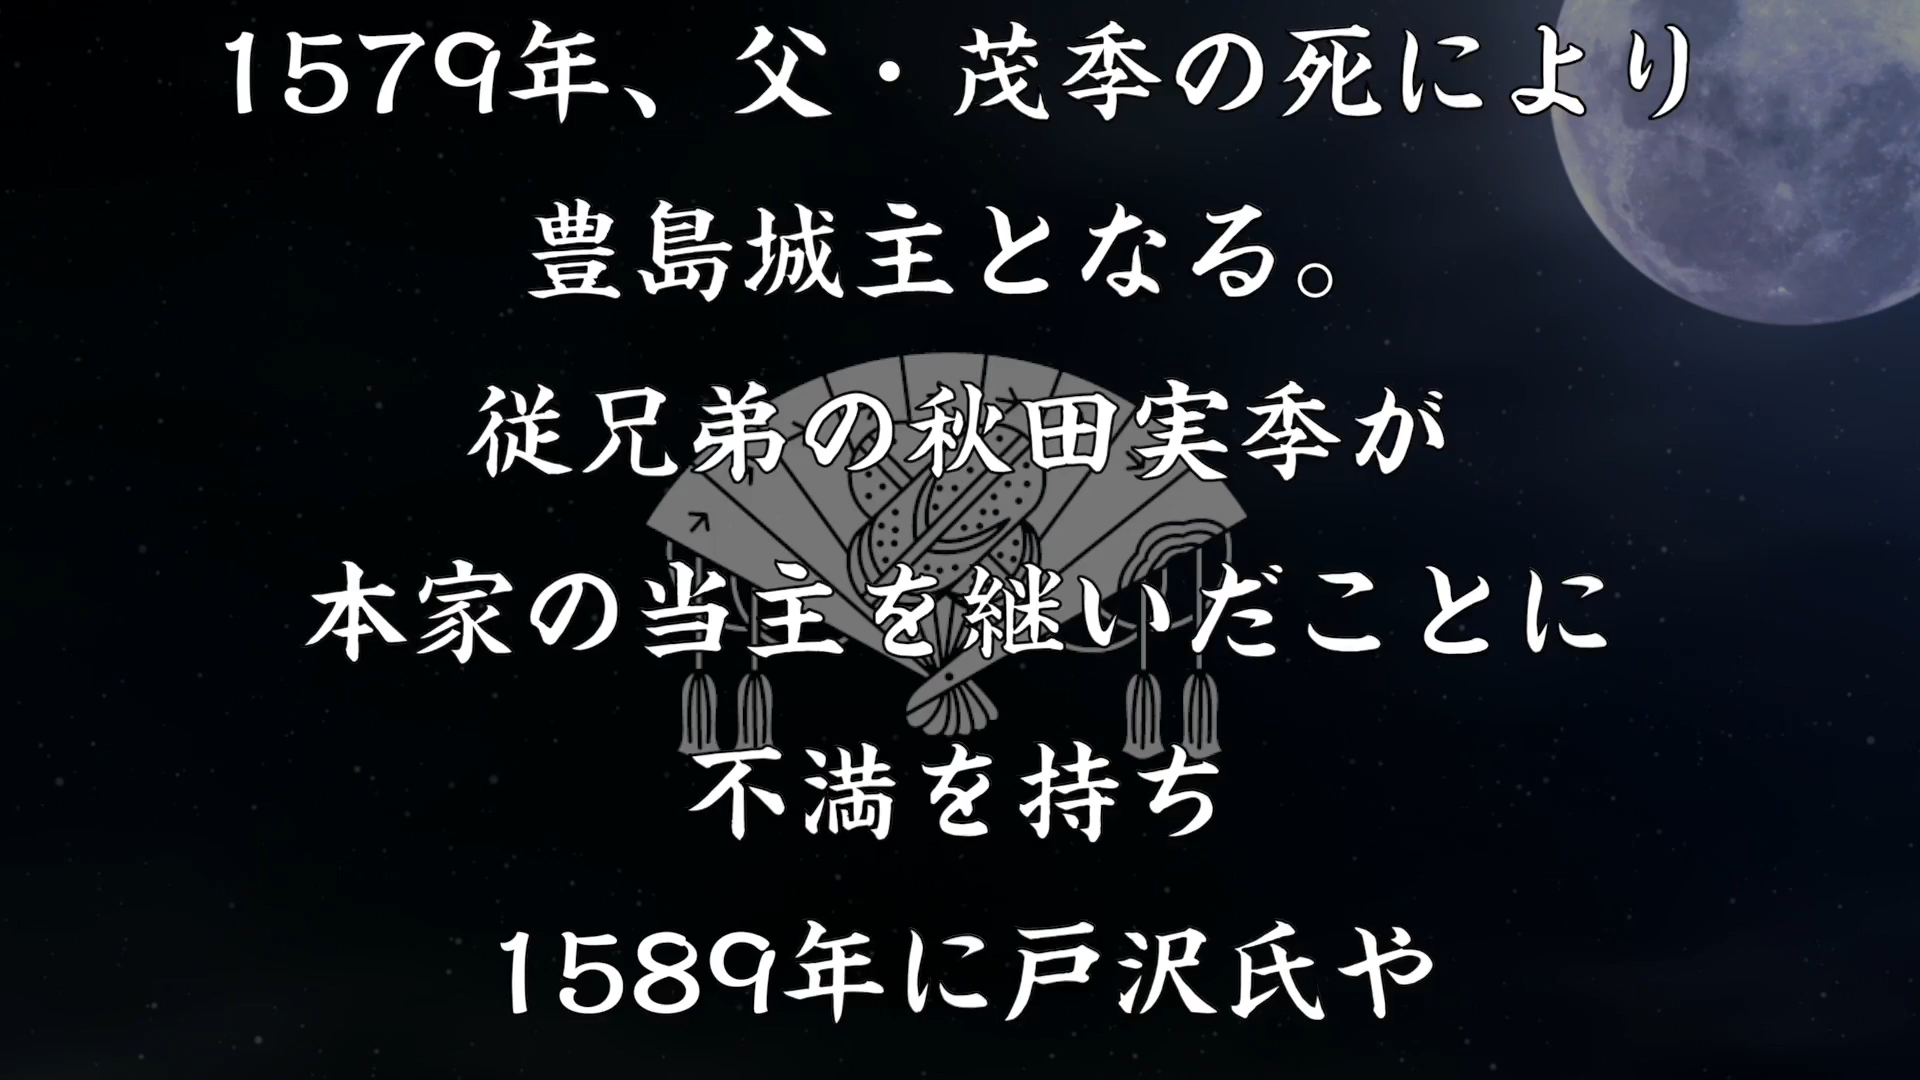 1579年、父・茂季の死により
豊島城主となる。
従兄弟の秋田実季が
本家の当主を継いだことに
不満を持ち
1589年に戸沢氏や